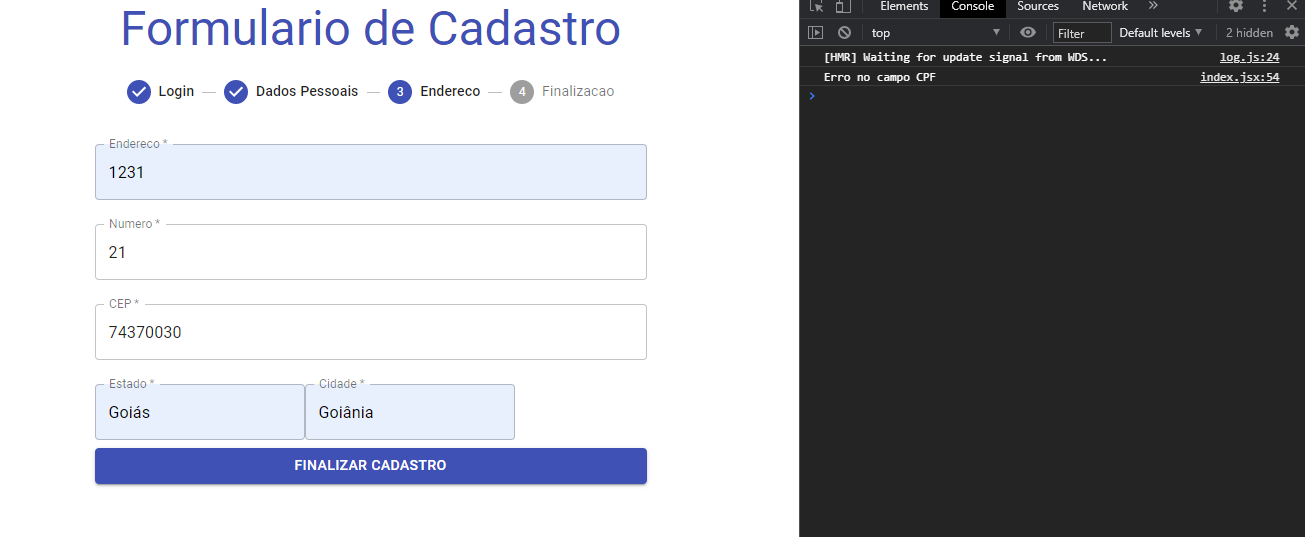 Formulario de Cadastro
Login
Dados Pessoais
3 Endereco
4 Finalizacao
Endereco *
1231
Numero *
21
CEP *
74370030
Estado * Cidade *
Goiás Goiânia
FINALIZAR CADASTRO
Elements Console Sources Network »
top Filter Default levels 2 hidden
[HMR] Waiting for update signal from WDS... log.js:24
Erro no campo CPF index.jsx:54
›